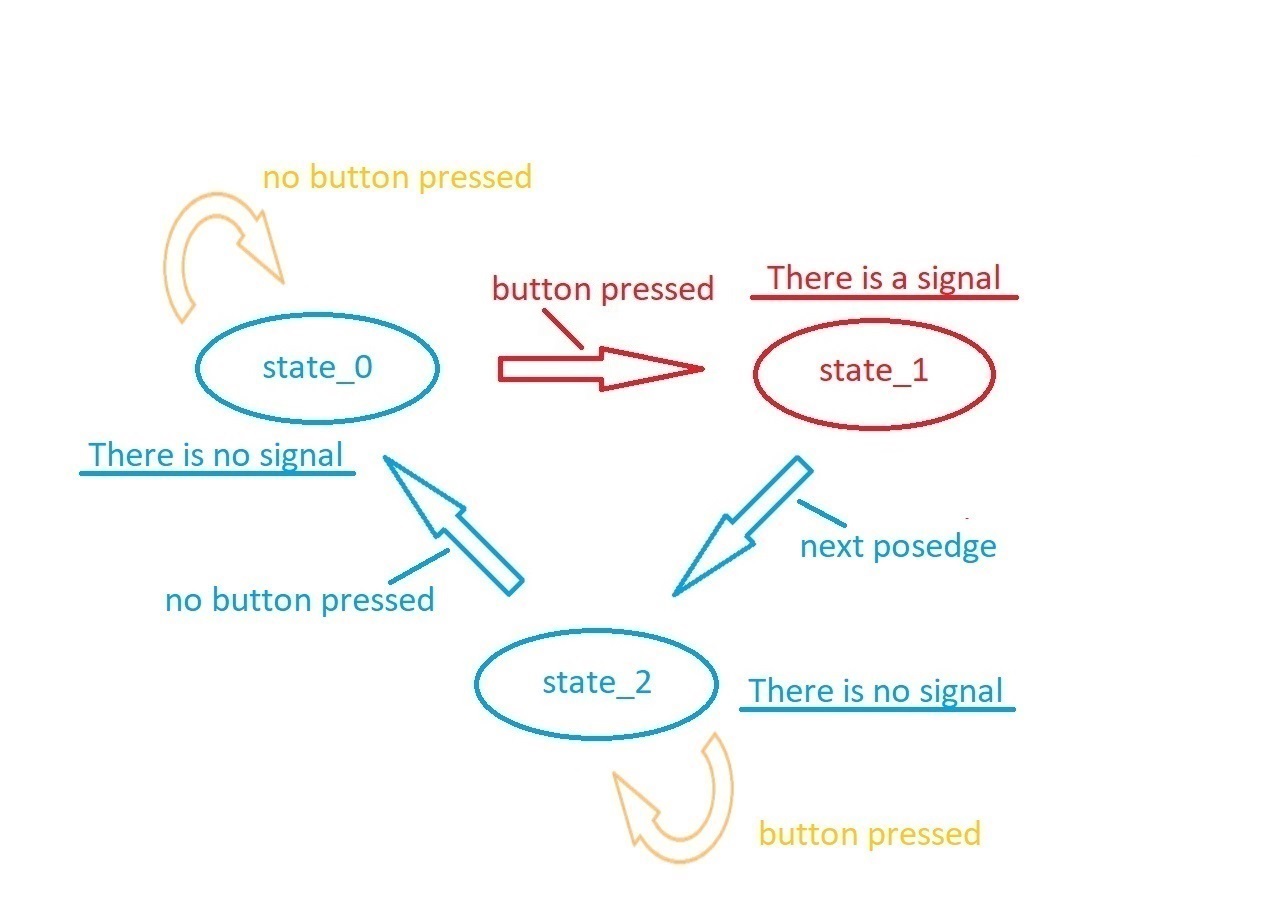 no button pressed
button pressed
There is a signal
state_0
state_1
There is no signal
next posedge
no button pressed
state_2
There is no signal
button pressed